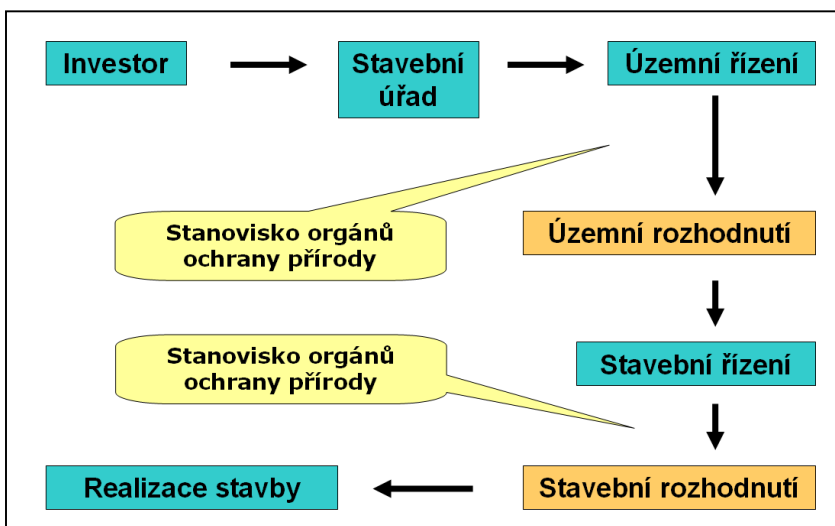 Investor
Stavební
úřad
Územní řízení
Stanovisko orgánů
ochrany přírody
Územní rozhodnutí
Stanovisko orgánů
ochrany přírody
Stavební řízení
Realizace stavby
Stavební rozhodnutí